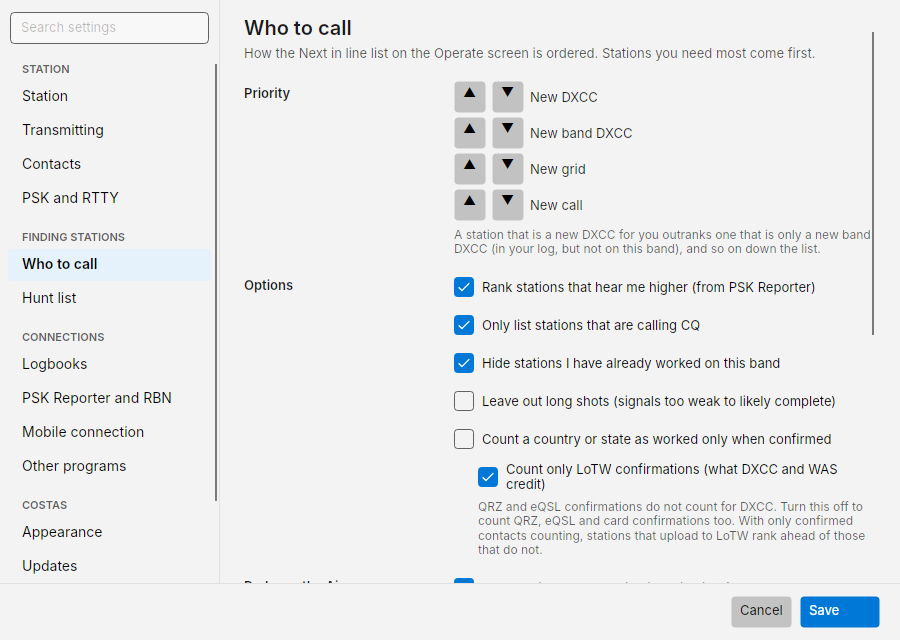 Search settings
STATION
Station
Transmitting
Contacts
PSK and RTTY
FINDING STATIONS
Who to call
Hunt list
CONNECTIONS
Logbooks
PSK Reporter and RBN
Mobile connection
Other programs
COSTAS
Appearance
Updates
Who to call
How the Next in line list on the Operate screen is ordered. Stations you need most come first.
Priority
New DXCC
New band DXCC
New grid
New call
A station that is a new DXCC for you outranks one that is only a new band
DXCC (in your log, but not on this band), and so on down the list.
Options
Rank stations that hear me higher (from PSK Reporter)
Only list stations that are calling CQ
Hide stations I have already worked on this band
Leave out long shots (signals too weak to likely complete)
Count a country or state as worked only when confirmed
Count only LoTW confirmations (what DXCC and WAS
credit)
QRZ and eQSL confirmations do not count for DXCC. Turn this off to
count QRZ, eQSL and card confirmations too. With only confirmed
contacts counting, stations that upload to LoTW rank ahead of those
that do not.
Cancel
Save